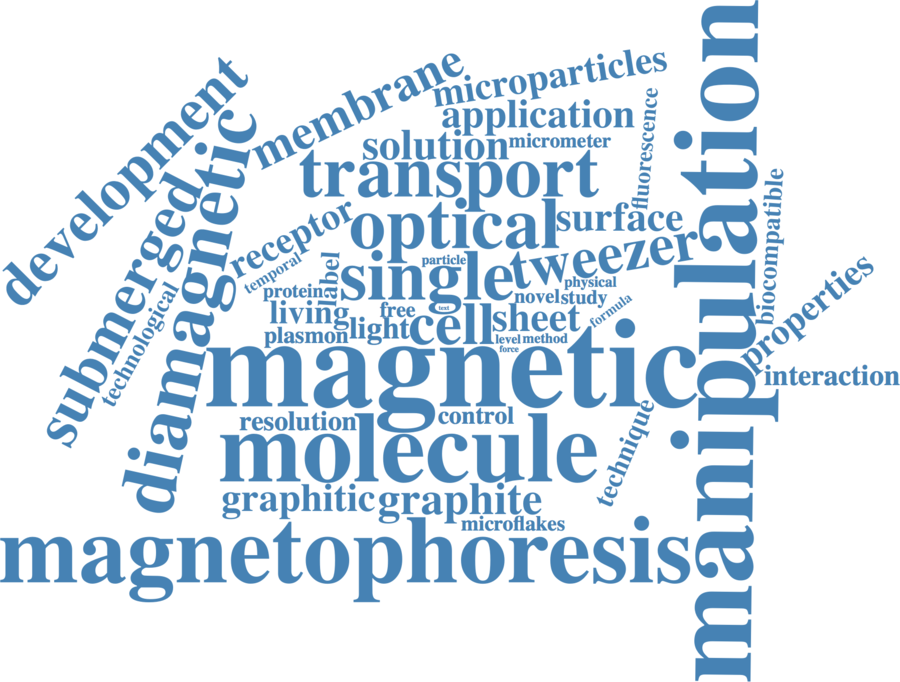 development
membrane
microparticles
application
fluorescence
manipulation
solution
micrometer
transport
submerged
diamagnetic
receptor
optical
surface
biocompatible
tweezer
temporal
label
particle
single
protein
physical
novel
study
technological
living
free
text
cell
sheet
formula
properties
plasmon
light
level
method
force
magnetic
interaction
resolution
control
technique
molecule
graphitic
graphite
microflakes
magnetophoresis